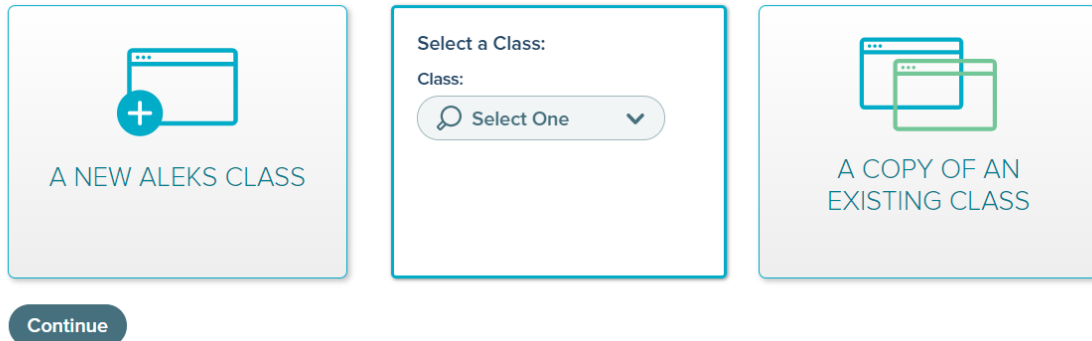 A NEW ALEKS CLASS
Select a Class:
Class:
Select One
A COPY OF AN
EXISTING CLASS
Continue